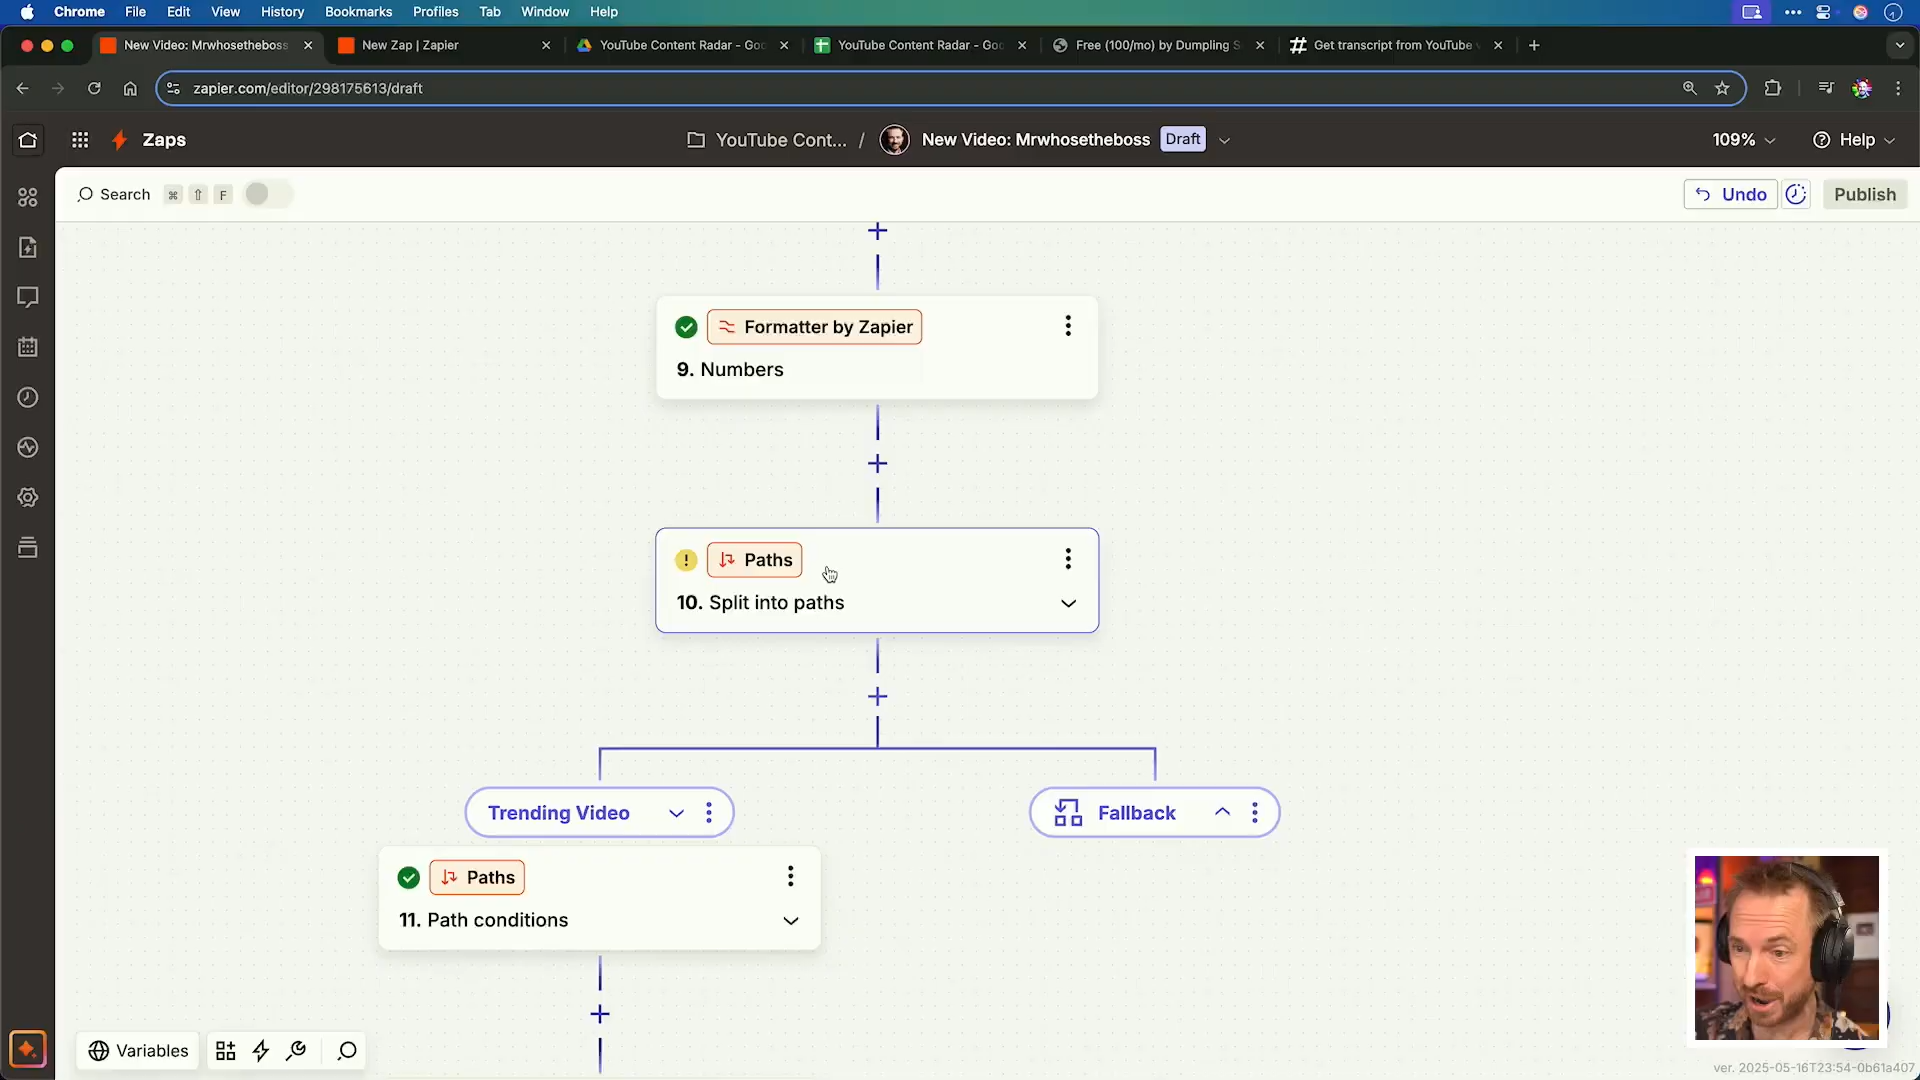 Chrome File Edit View History Bookmarks Profiles Tab Window Help
New Video: Mrwhosetheboss
New Zap | Zapier
YouTube Content Radar - Goo
YouTube Content Radar - Goo
Free (100/mo) by Dumpling S
Get transcript from YouTube v
zapier.com/editor/298175613/draft
Zaps
YouTube Cont... / New Video: Mrwhosetheboss Draft
109%
Help
Search ⌘ ⇧ F
Undo
Publish
Formatter by Zapier
9. Numbers
Paths
10. Split into paths
Trending Video
Fallback
Paths
11. Path conditions
Variables
ver. 2025-05-16T23:54-0b61a407